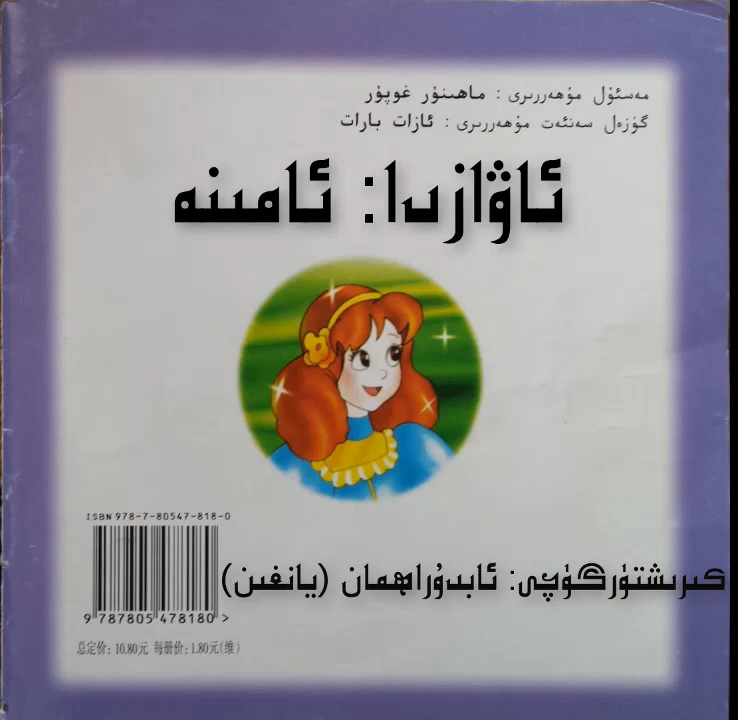 مەسئۇل مۇھەررىرى : ماھىنۇر غوپۇر
گۈزەل سەنئەت مۇھەررىرى : ئازات بارات
ئاۋازدا: ئامىنە
ISBN 978-7-80547-818-0
كىرىشتۈرگۈچى: ئابدۇراھمان (يانغىن)
9 787805 478180 >
总定价: 10.80元 每册价: 1.80元(维)